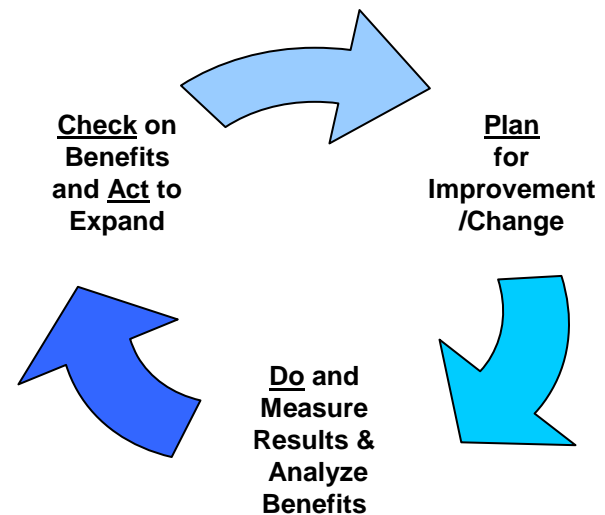 Check on
Benefits
and Act to
Expand
Plan
for
Improvement
/Change
Do and
Measure
Results &
Analyze
Benefits